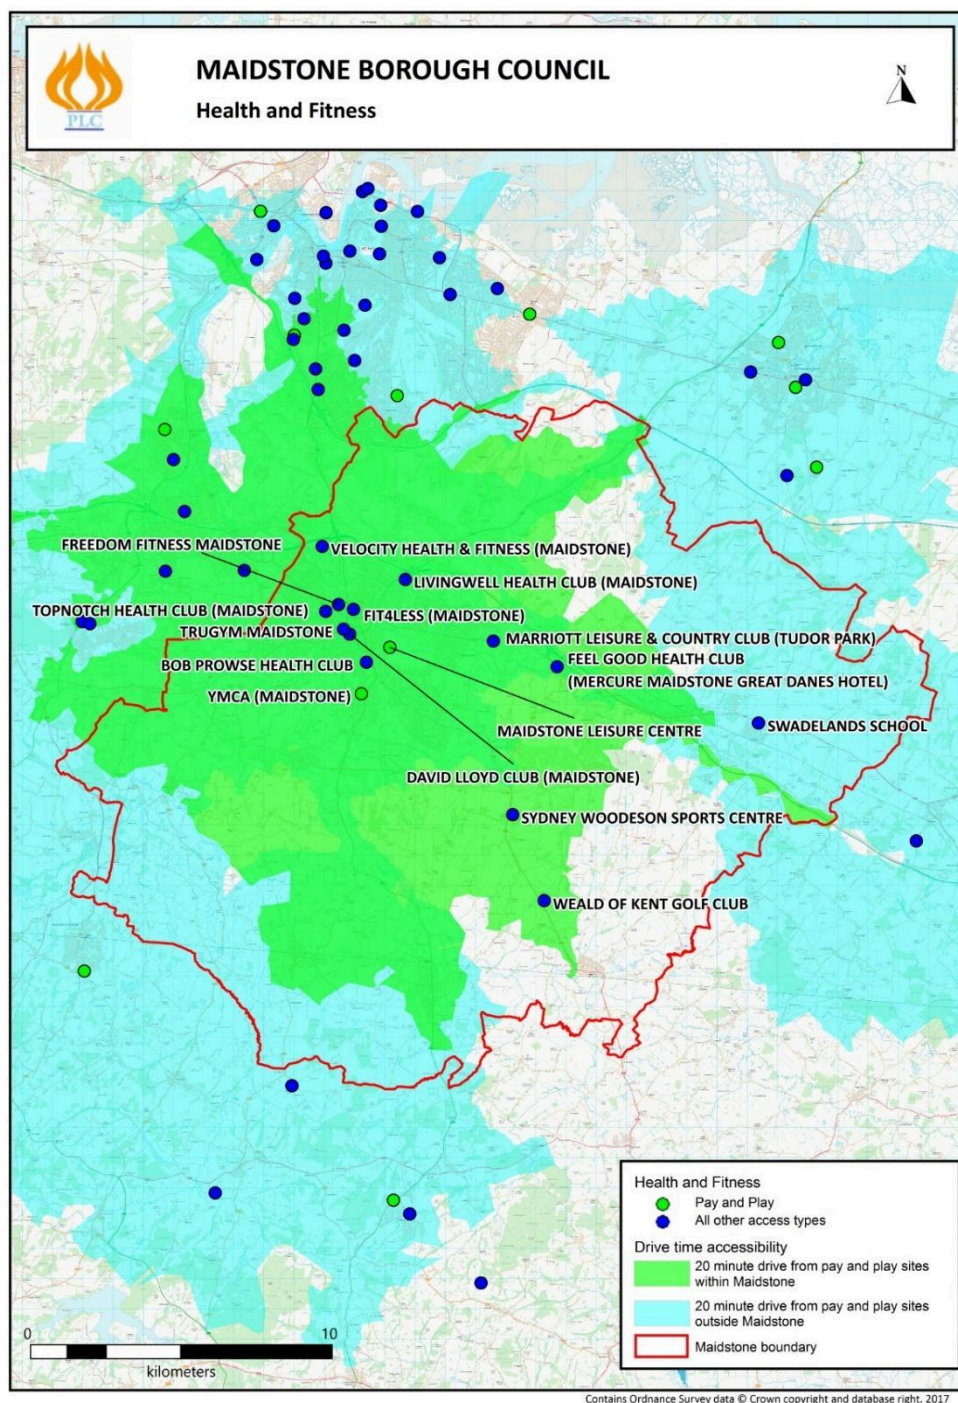 MAIDSTONE BOROUGH COUNCIL
Health and Fitness
PLC
N
FREEDOM FITNESS MAIDSTONE
VELOCITY HEALTH & FITNESS (MAIDSTONE)
LIVINGWELL HEALTH CLUB (MAIDSTONE)
TOPNOTCH HEALTH CLUB (MAIDSTONE)
FIT4LESS (MAIDSTONE)
TRUGYM MAIDSTONE
MARRIOTT LEISURE & COUNTRY CLUB (TUDOR PARK)
BOB PROWSE HEALTH CLUB
FEEL GOOD HEALTH CLUB
(MERCURE MAIDSTONE GREAT DANES HOTEL)
YMCA (MAIDSTONE)
MAIDSTONE LEISURE CENTRE
SWADELANDS SCHOOL
DAVID LLOYD CLUB (MAIDSTONE)
SYDNEY WOODESON SPORTS CENTRE
WEALD OF KENT GOLF CLUB
Health and Fitness
Pay and Play
All other access types
Drive time accessibility
20 minute drive from pay and play sites
within Maidstone
20 minute drive from pay and play sites
outside Maidstone
Maidstone boundary
0 10
kilometers
Contains Ordnance Survey data © Crown copyright and database right, 2017